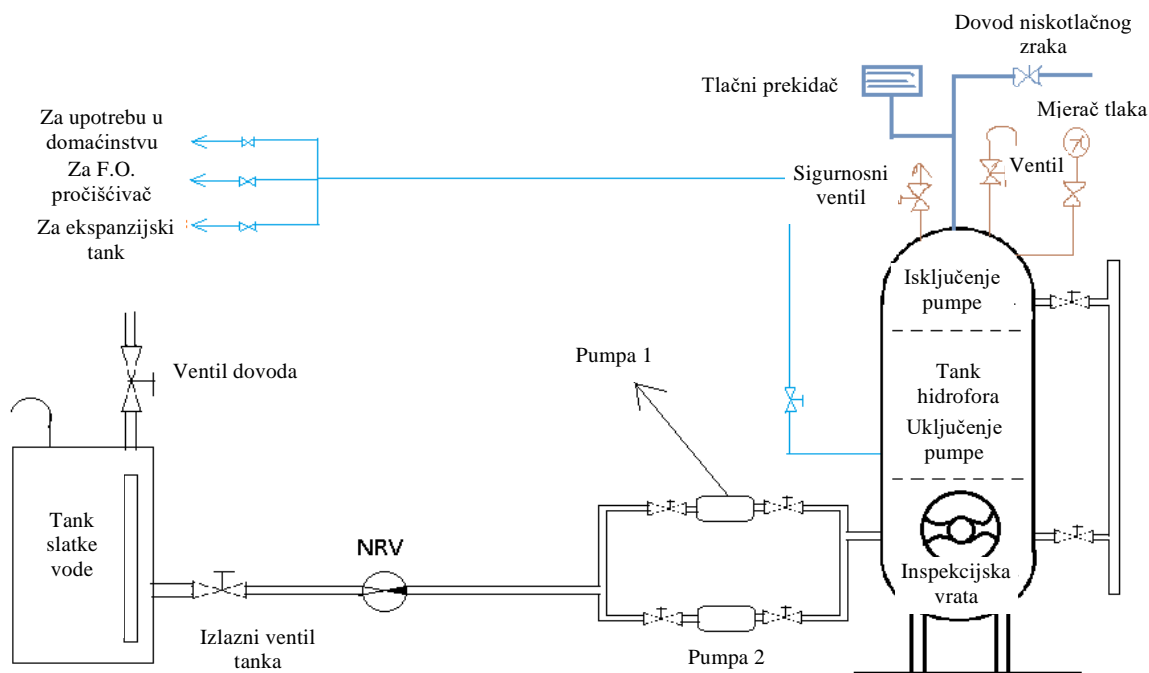 Dovod niskotlačnog
zraka
Tlačni prekidač
Mjerač tlaka
Za upotrebu u
domaćinstvu
Za F.O.
pročišćivač
Za ekspanzijski
tank
Sigurnosni
ventil
Ventil
Isključenje
pumpe
Ventil dovoda
Pumpa 1
Tank
hidrofora
Uključenje
pumpe
Tank
slatke
vode
NRV
Inspekcijska
vrata
Izlazni ventil
tanka
Pumpa 2